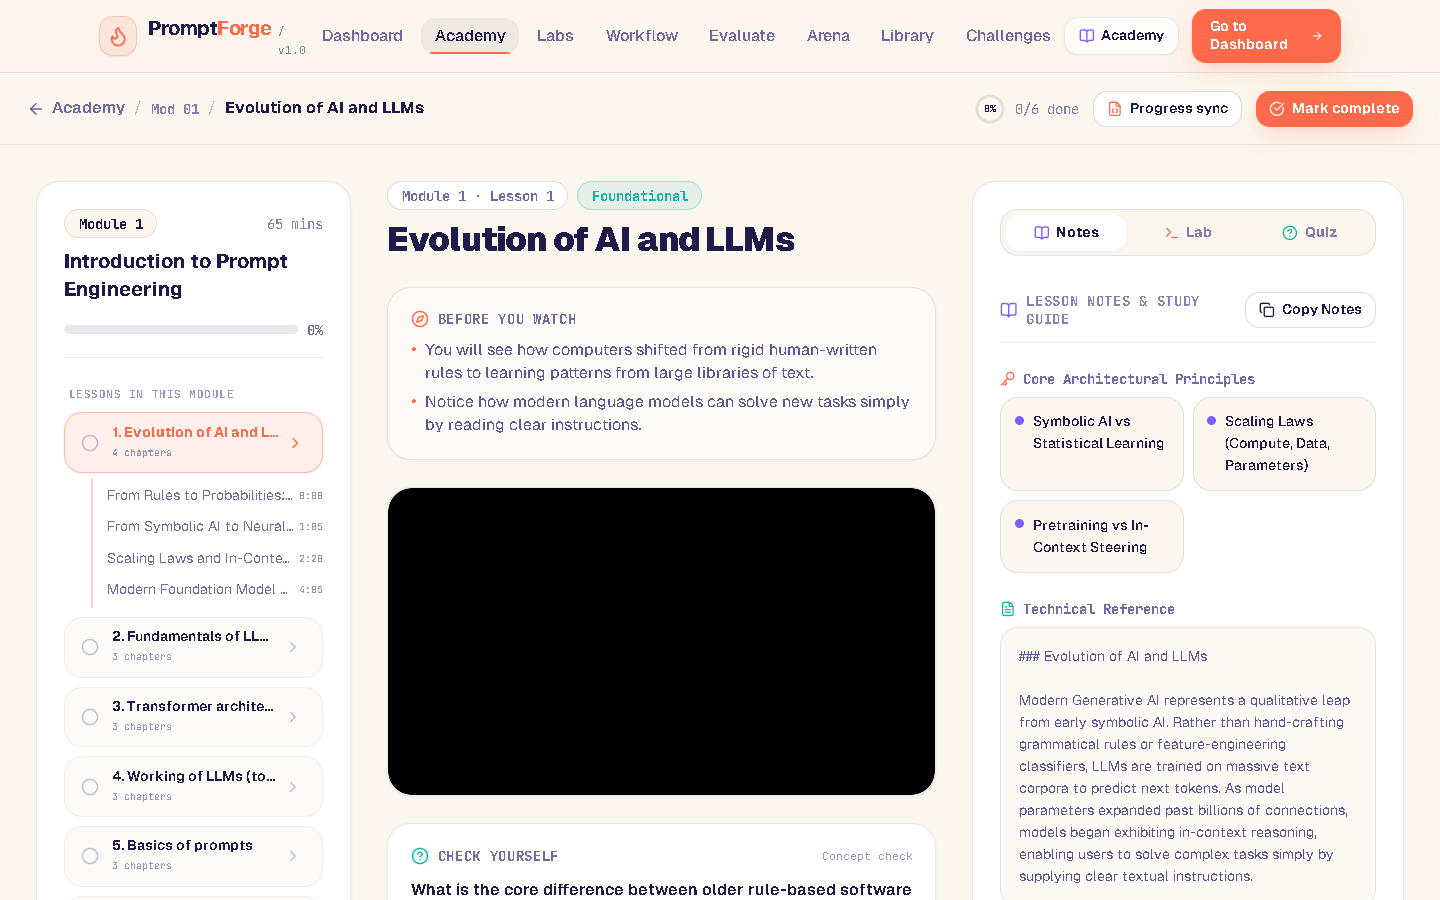 PromptForge / v1.0
Dashboard
Academy
Labs
Workflow
Evaluate
Arena
Library
Challenges
Academy
Go to
Dashboard →
← Academy / Mod 01 / Evolution of AI and LLMs
0%
0/6 done
Progress sync
Mark complete
Module 1
65 mins
Introduction to Prompt
Engineering
0%
LESSONS IN THIS MODULE
1. Evolution of AI and L...
4 chapters
From Rules to Probabilities:... 0:00
From Symbolic AI to Neural... 1:05
Scaling Laws and In-Conte... 2:20
Modern Foundation Model ... 4:05
2. Fundamentals of LL...
3 chapters
3. Transformer archite...
3 chapters
4. Working of LLMs (to...
3 chapters
5. Basics of prompts
3 chapters
Module 1 · Lesson 1
Foundational
Evolution of AI and LLMs
BEFORE YOU WATCH
• You will see how computers shifted from rigid human-written
rules to learning patterns from large libraries of text.
• Notice how modern language models can solve new tasks simply
by reading clear instructions.
CHECK YOURSELF
Concept check
What is the core difference between older rule-based software
Notes
Lab
Quiz
LESSON NOTES & STUDY
GUIDE
Copy Notes
Core Architectural Principles
Symbolic AI vs
Statistical Learning
Scaling Laws
(Compute, Data,
Parameters)
Pretraining vs In-
Context Steering
Technical Reference
### Evolution of AI and LLMs
Modern Generative AI represents a qualitative leap
from early symbolic AI. Rather than hand-crafting
grammatical rules or feature-engineering
classifiers, LLMs are trained on massive text
corpora to predict next tokens. As model
parameters expanded past billions of connections,
models began exhibiting in-context reasoning,
enabling users to solve complex tasks simply by
supplying clear textual instructions.